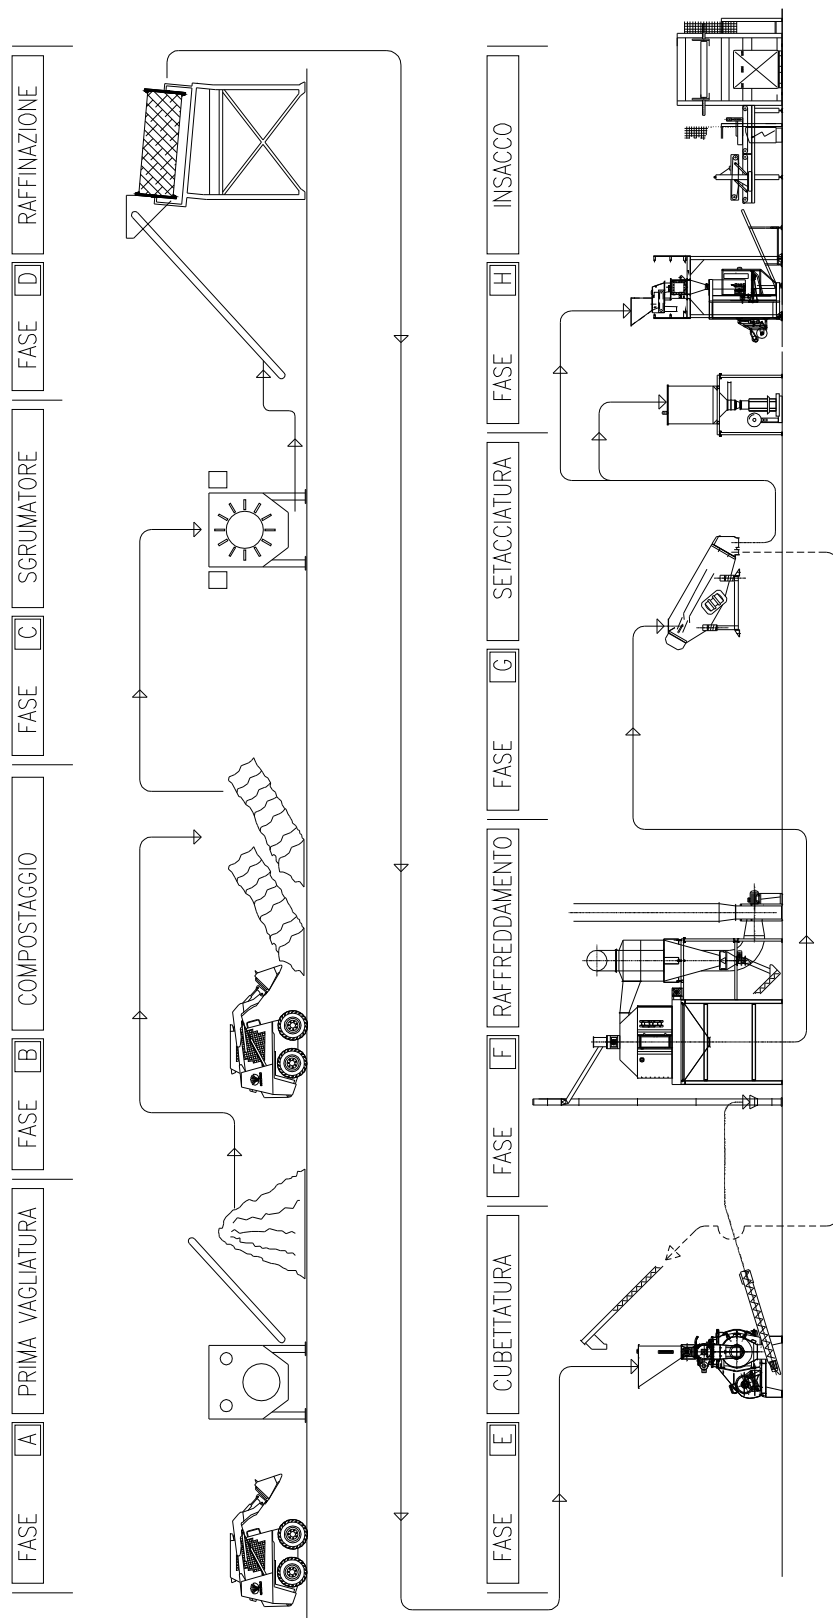 FASE A PRIMA VAGLIATURA
FASE B COMPOSTAGGIO
FASE C SGRUMATORE
FASE D RAFFINAZIONE
FASE E CUBETTATURA
FASE F RAFFREDDAMENTO
FASE G SETACCIATURA
FASE H INSACCO